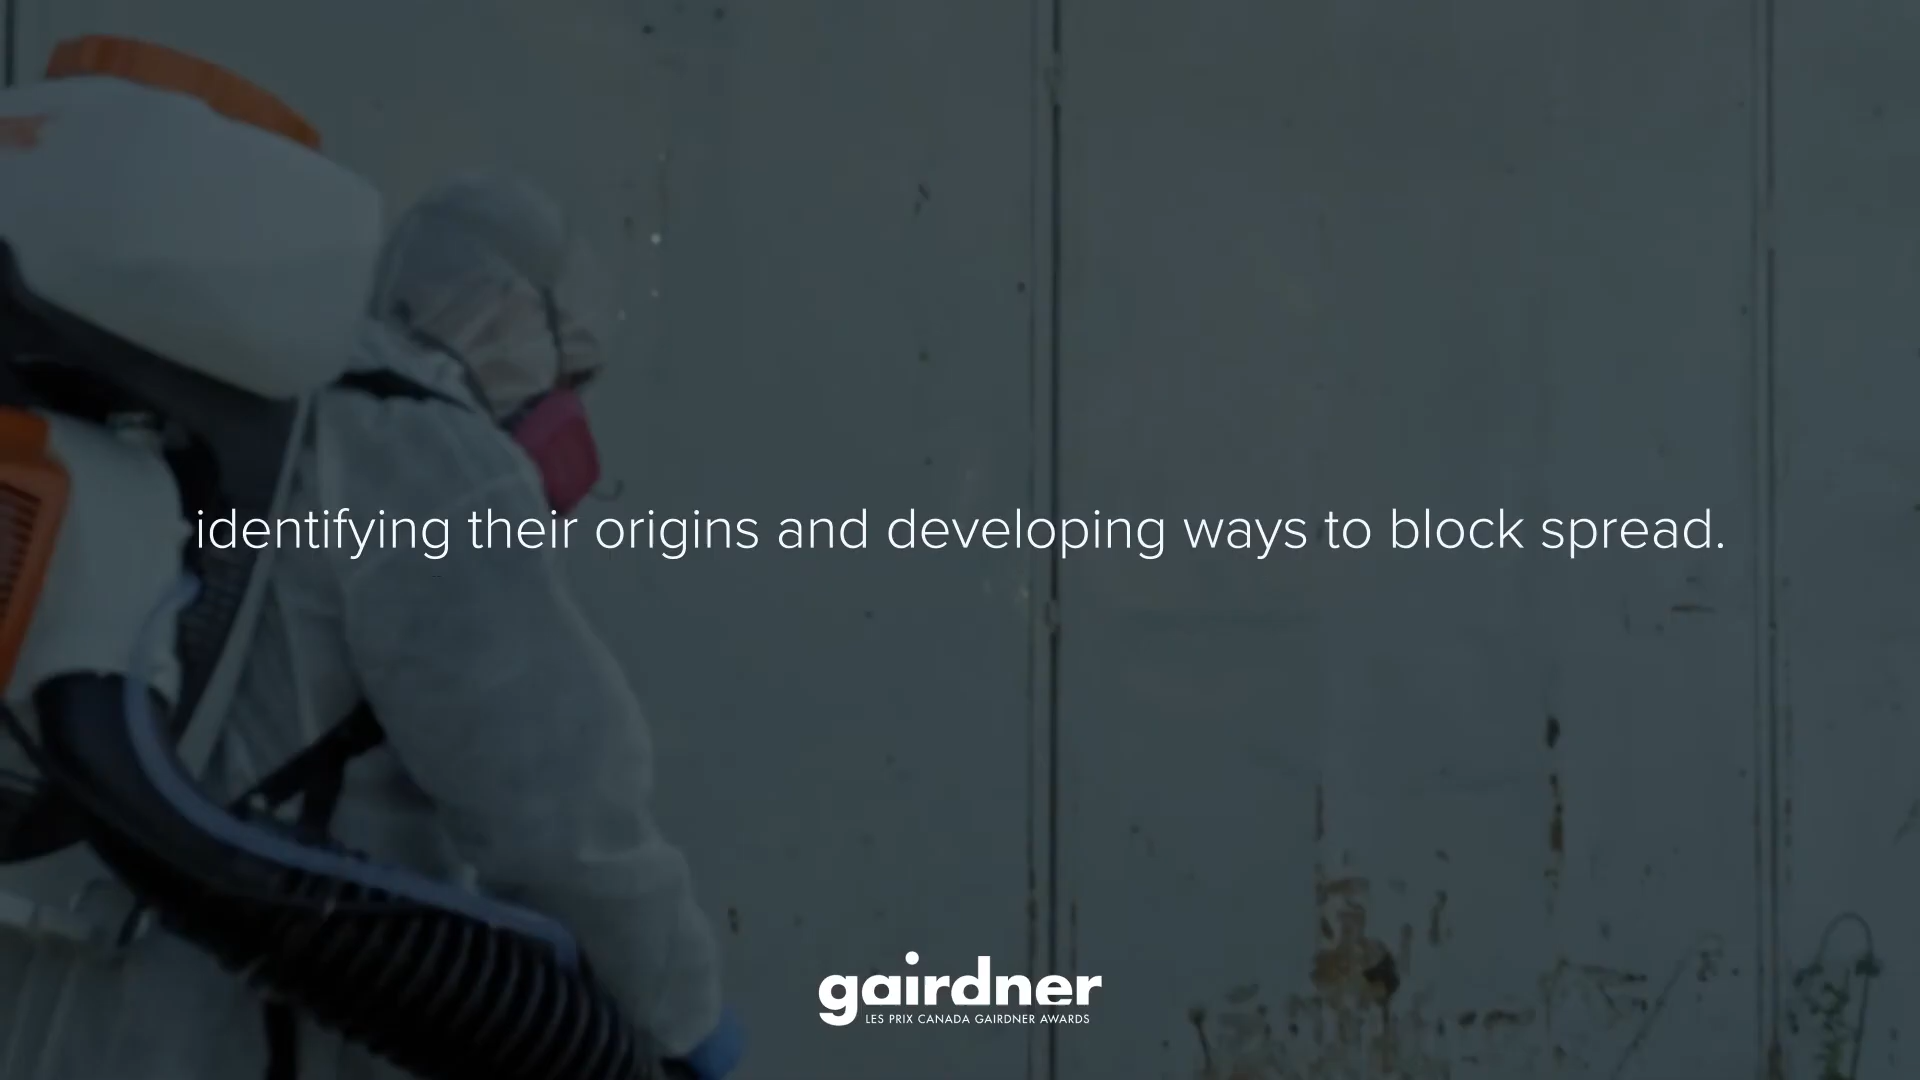 identifying their origins and developing ways to block spread.
gairdner
LES PRIX CANADA GAIRDNER AWARDS